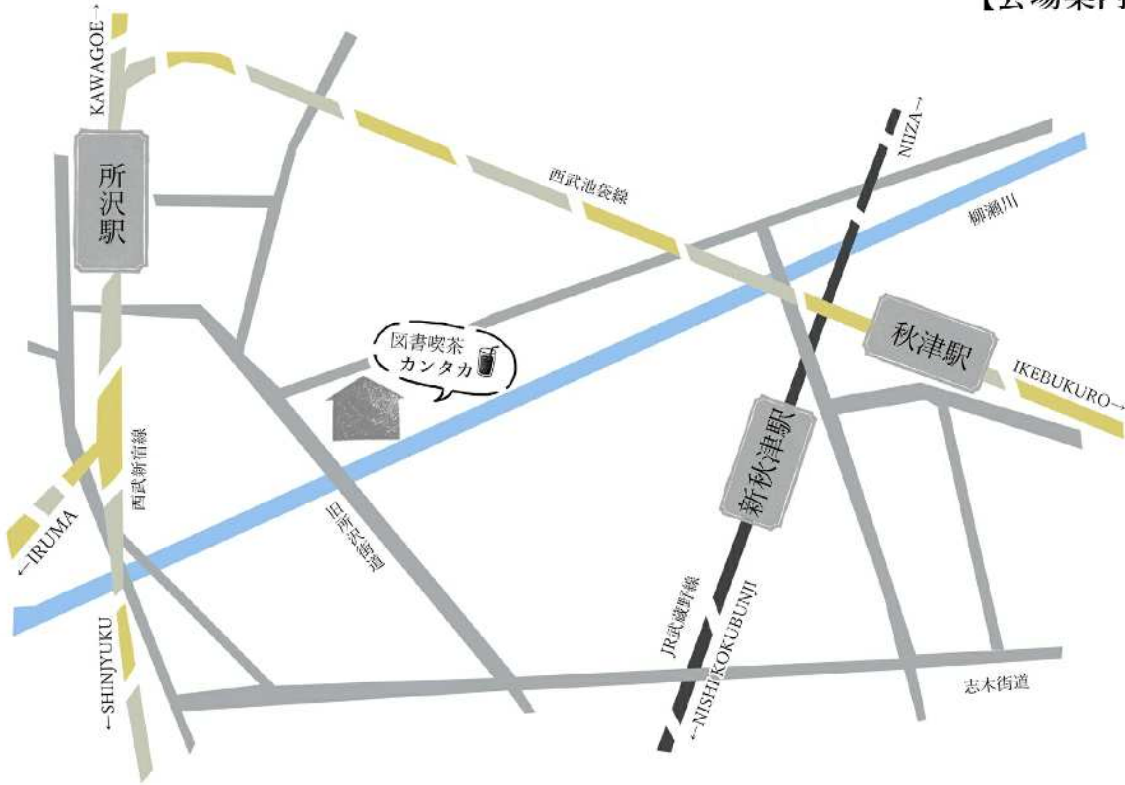 【会場案内
KAWAGOE→
所沢駅
西武池袋線
NIIZA→
柳瀬川
図書喫茶
カンタカ
秋津駅
IKEBUKURO→
新秋津駅
西武新宿線
←IRUMA
旧所沢街道
JR武蔵野線
←NISHIKOKUBUNJI
←SHINJYUKU
志木街道